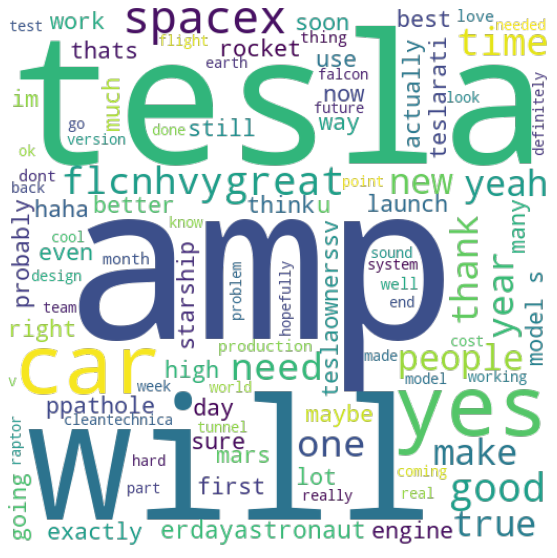 test
work
spacex
soon
best
love
needed
thats
flight
rocket
thing
time
tesla
earth
use
falcon
actually
teslarati
im
much
now
future
look
definitely
go
version
done
still
way
ok
dont
flcnhvygreat
point
new
yeah
back
haha
better
think
u
launch
many
probably
even
know
cool
month
amp
sound
system
thank
year
model s
design
starship
problem
hopefully
teslaownerssv
well
end
team
right
production
cost
car
high
need
made
people
v
week
world
model
working
ppathole
day
maybe
yes
cleantechnica
tunnel
coming
raptor
hard
sure
mars
one
make
will
going
part
first
lot
really
real
good
exactly
erdayastronaut
engine
true